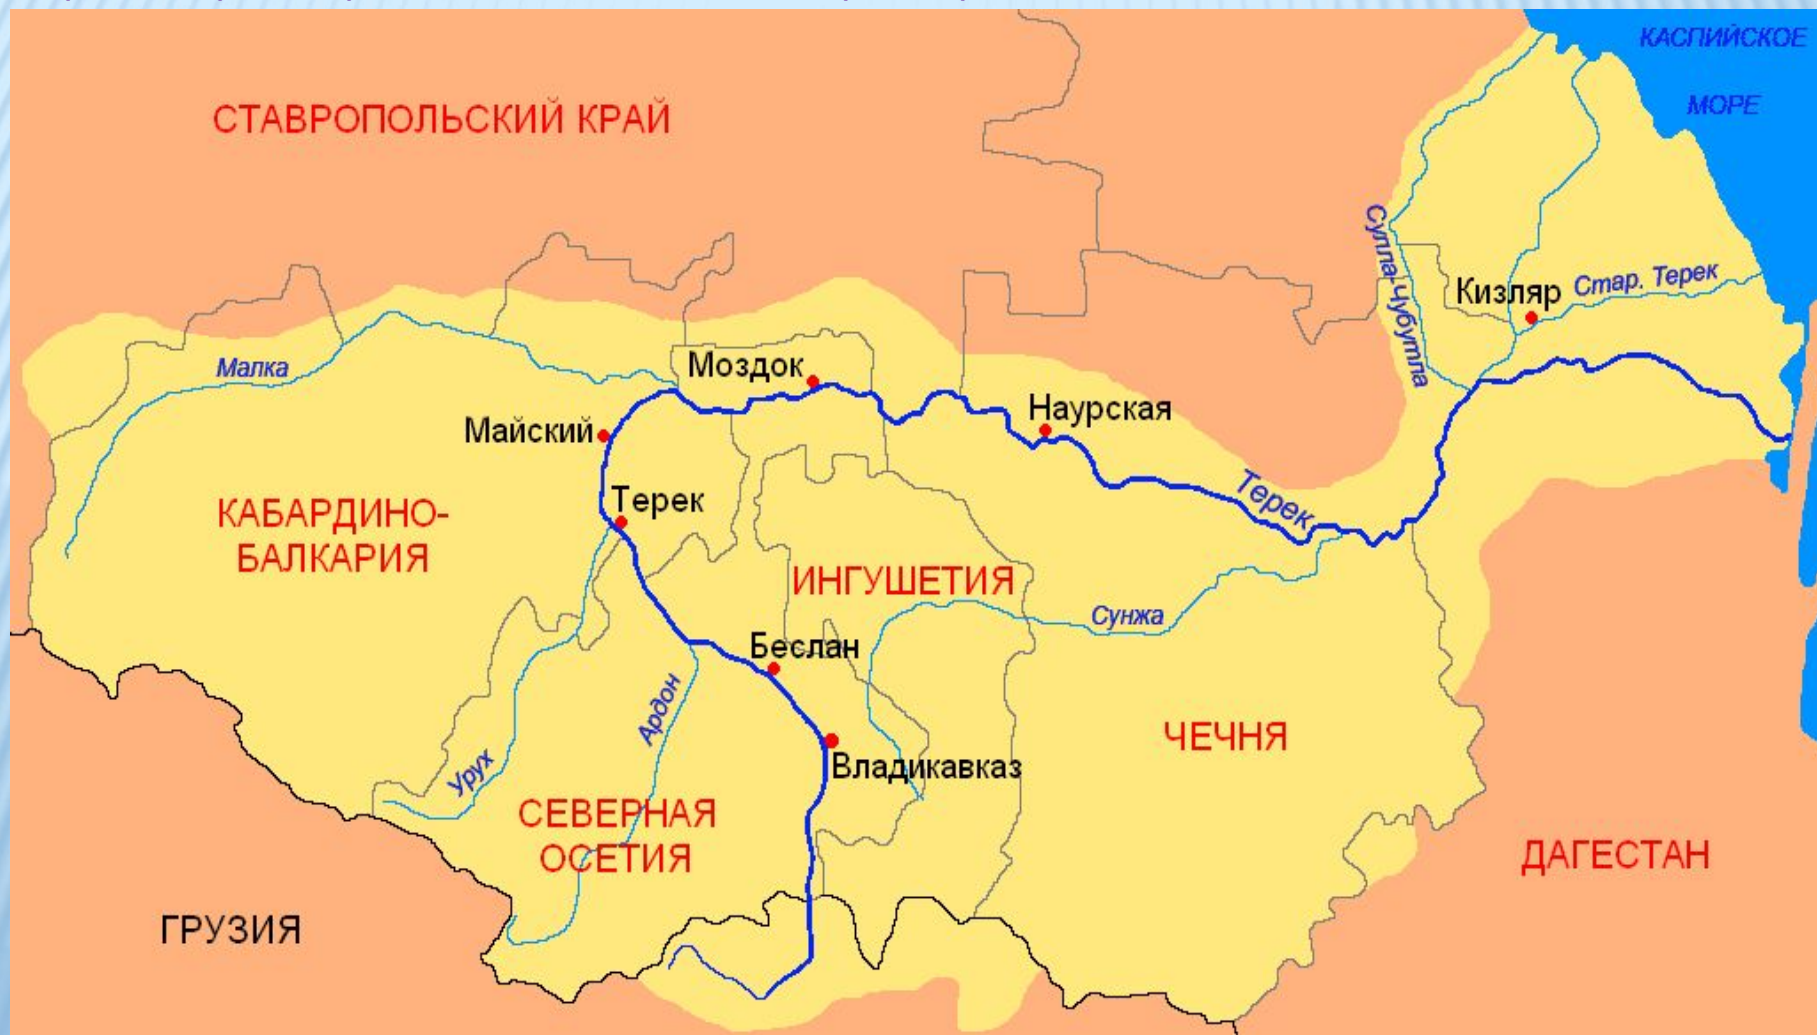 КАСПИЙСКОЕ
МОРЕ
СТАВРОПОЛЬСКИЙ КРАЙ
Сулла-Чубутла
Стар. Терек
Кизляр
Малка
Моздок
Наурская
Майский
Терек
Терек
КАБАРДИНО-
БАЛКАРИЯ
ИНГУШЕТИЯ
Сунжа
Беслан
Ардон
ЧЕЧНЯ
Владикавказ
Урух
СЕВЕРНАЯ
ОСЕТИЯ
ДАГЕСТАН
ГРУЗИЯ